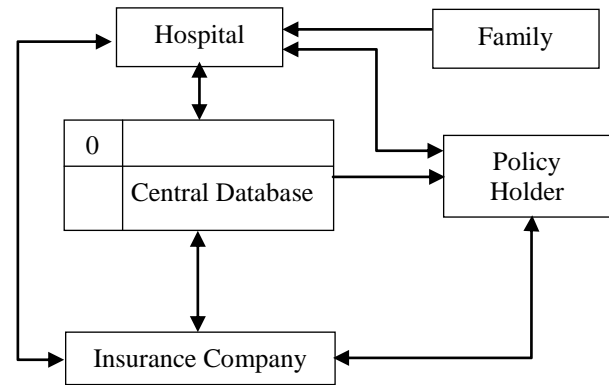 Hospital
Family
0
Central Database
Policy
Holder
Insurance Company